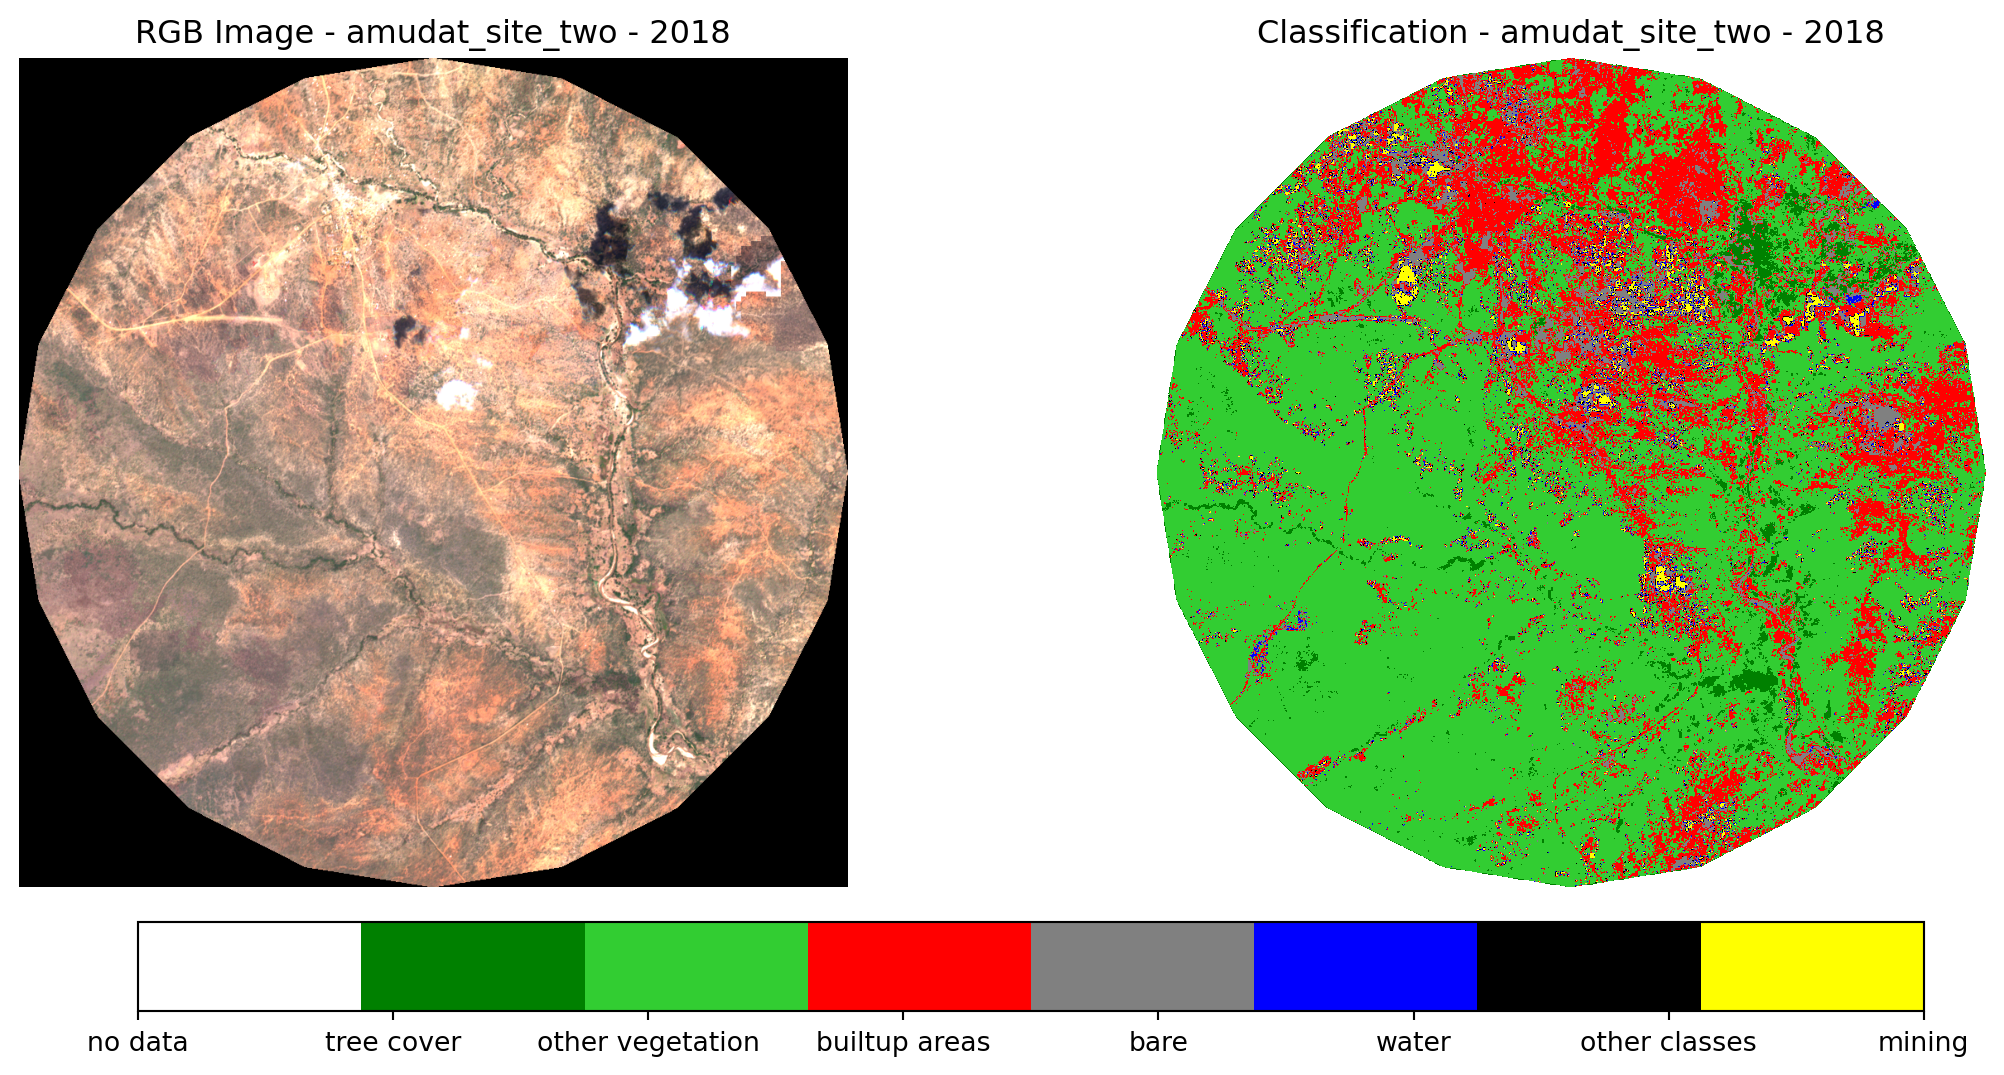 RGB Image - amudat_site_two - 2018
Classification - amudat_site_two - 2018
no data
tree cover
other vegetation
builtup areas
bare
water
other classes
mining